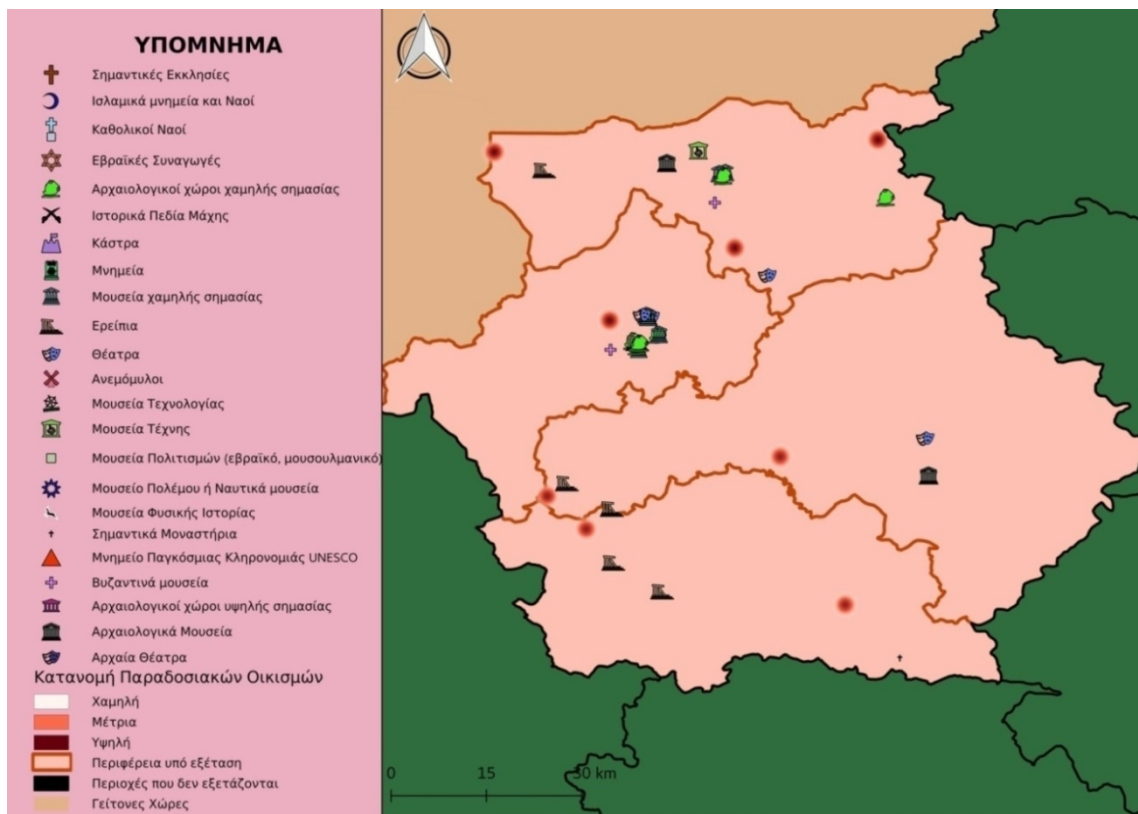 ΥΠΟΜΝΗΜΑ
Σημαντικές Εκκλησίες
Ισλαμικά μνημεία και Ναοί
Καθολικοί Ναοί
Εβραϊκές Συναγωγές
Αρχαιολογικοί χώροι χαμηλής σημασίας
Ιστορικά Πεδία Μάχης
Κάστρα
Μνημεία
Μουσεία χαμηλής σημασίας
Ερείπια
Θέατρα
Ανεμόμυλοι
Μουσεία Τεχνολογίας
Μουσεία Τέχνης
Μουσεία Πολιτισμών (εβραϊκό, μουσουλμανικό)
Μουσείο Πολέμου ή Ναυτικά μουσεία
Μουσεία Φυσικής Ιστορίας
Σημαντικά Μοναστήρια
Μνημείο Παγκόσμιας Κληρονομιάς UNESCO
Βυζαντινά μουσεία
Αρχαιολογικοί χώροι υψηλής σημασίας
Αρχαιολογικά Μουσεία
Αρχαία Θέατρα
Κατανομή Παραδοσιακών Οικισμών
Χαμηλή
Μέτρια
Υψηλή
Περιφέρεια υπό εξέταση
Περιοχές που δεν εξετάζονται
Γείτονες Χώρες
0 15 30 km